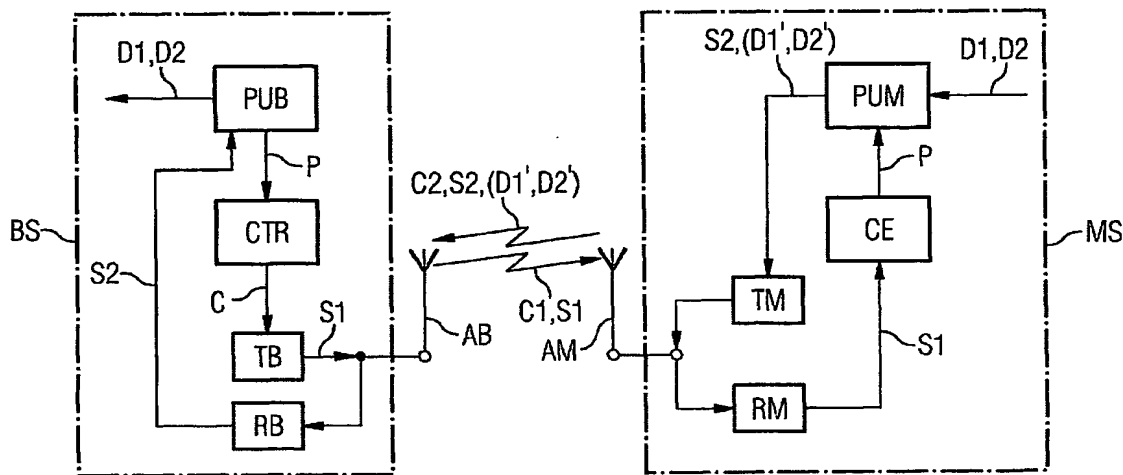 D1,D2
PUB
P
CTR
C
TB
S1
RB
S2
BS
AB
C2,S2,(D1',D2')
C1,S1
AM
S2,(D1',D2')
D1,D2
PUM
P
CE
TM
S1
RM
MS